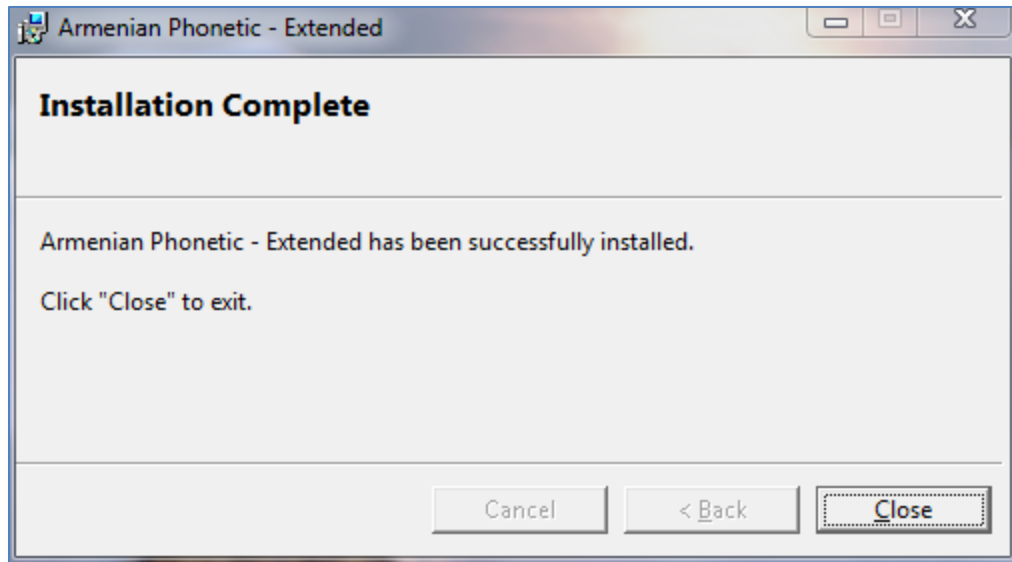 Armenian Phonetic - Extended
Installation Complete
Armenian Phonetic - Extended has been successfully installed.
Click "Close" to exit.
Cancel < Back Close